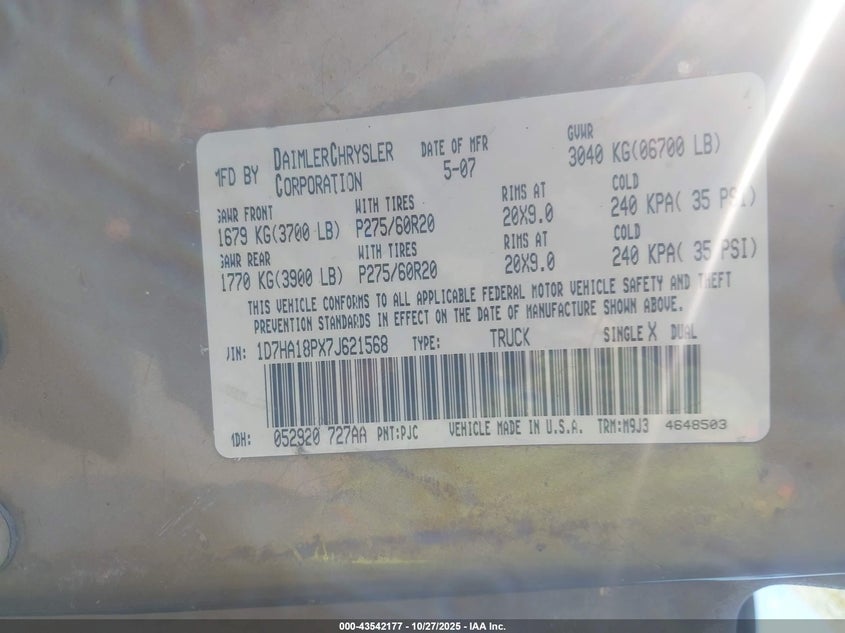 MFD BY DAIMLERCHRYSLER CORPORATION DATE OF MFR 5-07 GVWR 3040 KG(06700 LB)
GAWR FRONT WITH TIRES RIMS AT COLD
1679 KG(3700 LB) P275/60R20 20X9.0 240 KPA( 35 PSI)
GAWR REAR WITH TIRES RIMS AT COLD
1770 KG(3900 LB) P275/60R20 20X9.0 240 KPA( 35 PSI)
THIS VEHICLE CONFORMS TO ALL APPLICABLE FEDERAL MOTOR VEHICLE SAFETY AND THEFT
PREVENTION STANDARDS IN EFFECT ON THE DATE OF MANUFACTURE SHOWN ABOVE.
VIN: 1D7HA18PX7J621568 TYPE: TRUCK SINGLE X DUAL
MDH: 052920 727AA PNT:PJC VEHICLE MADE IN U.S.A. TRM:M9J3 4648503
000-43542177 - 10/27/2025 - IAA Inc.